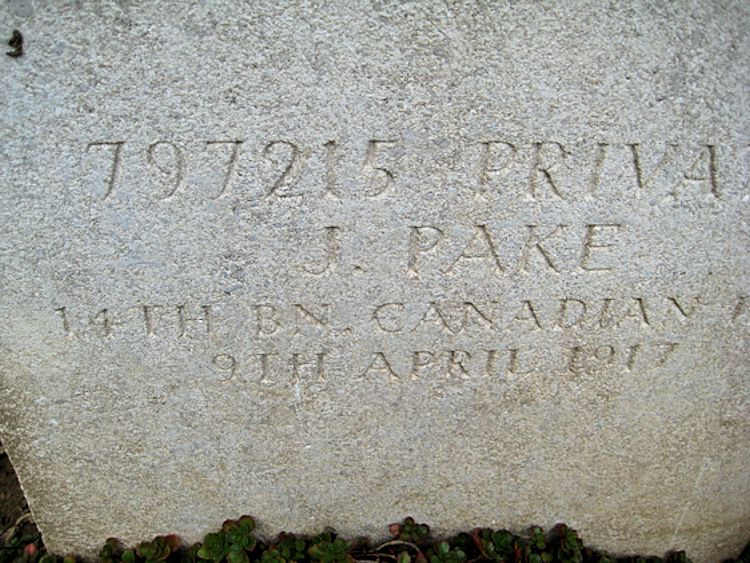 797215 PRIVA
J. PAKE
14TH BN. CANADIAN
9TH APRIL 1917